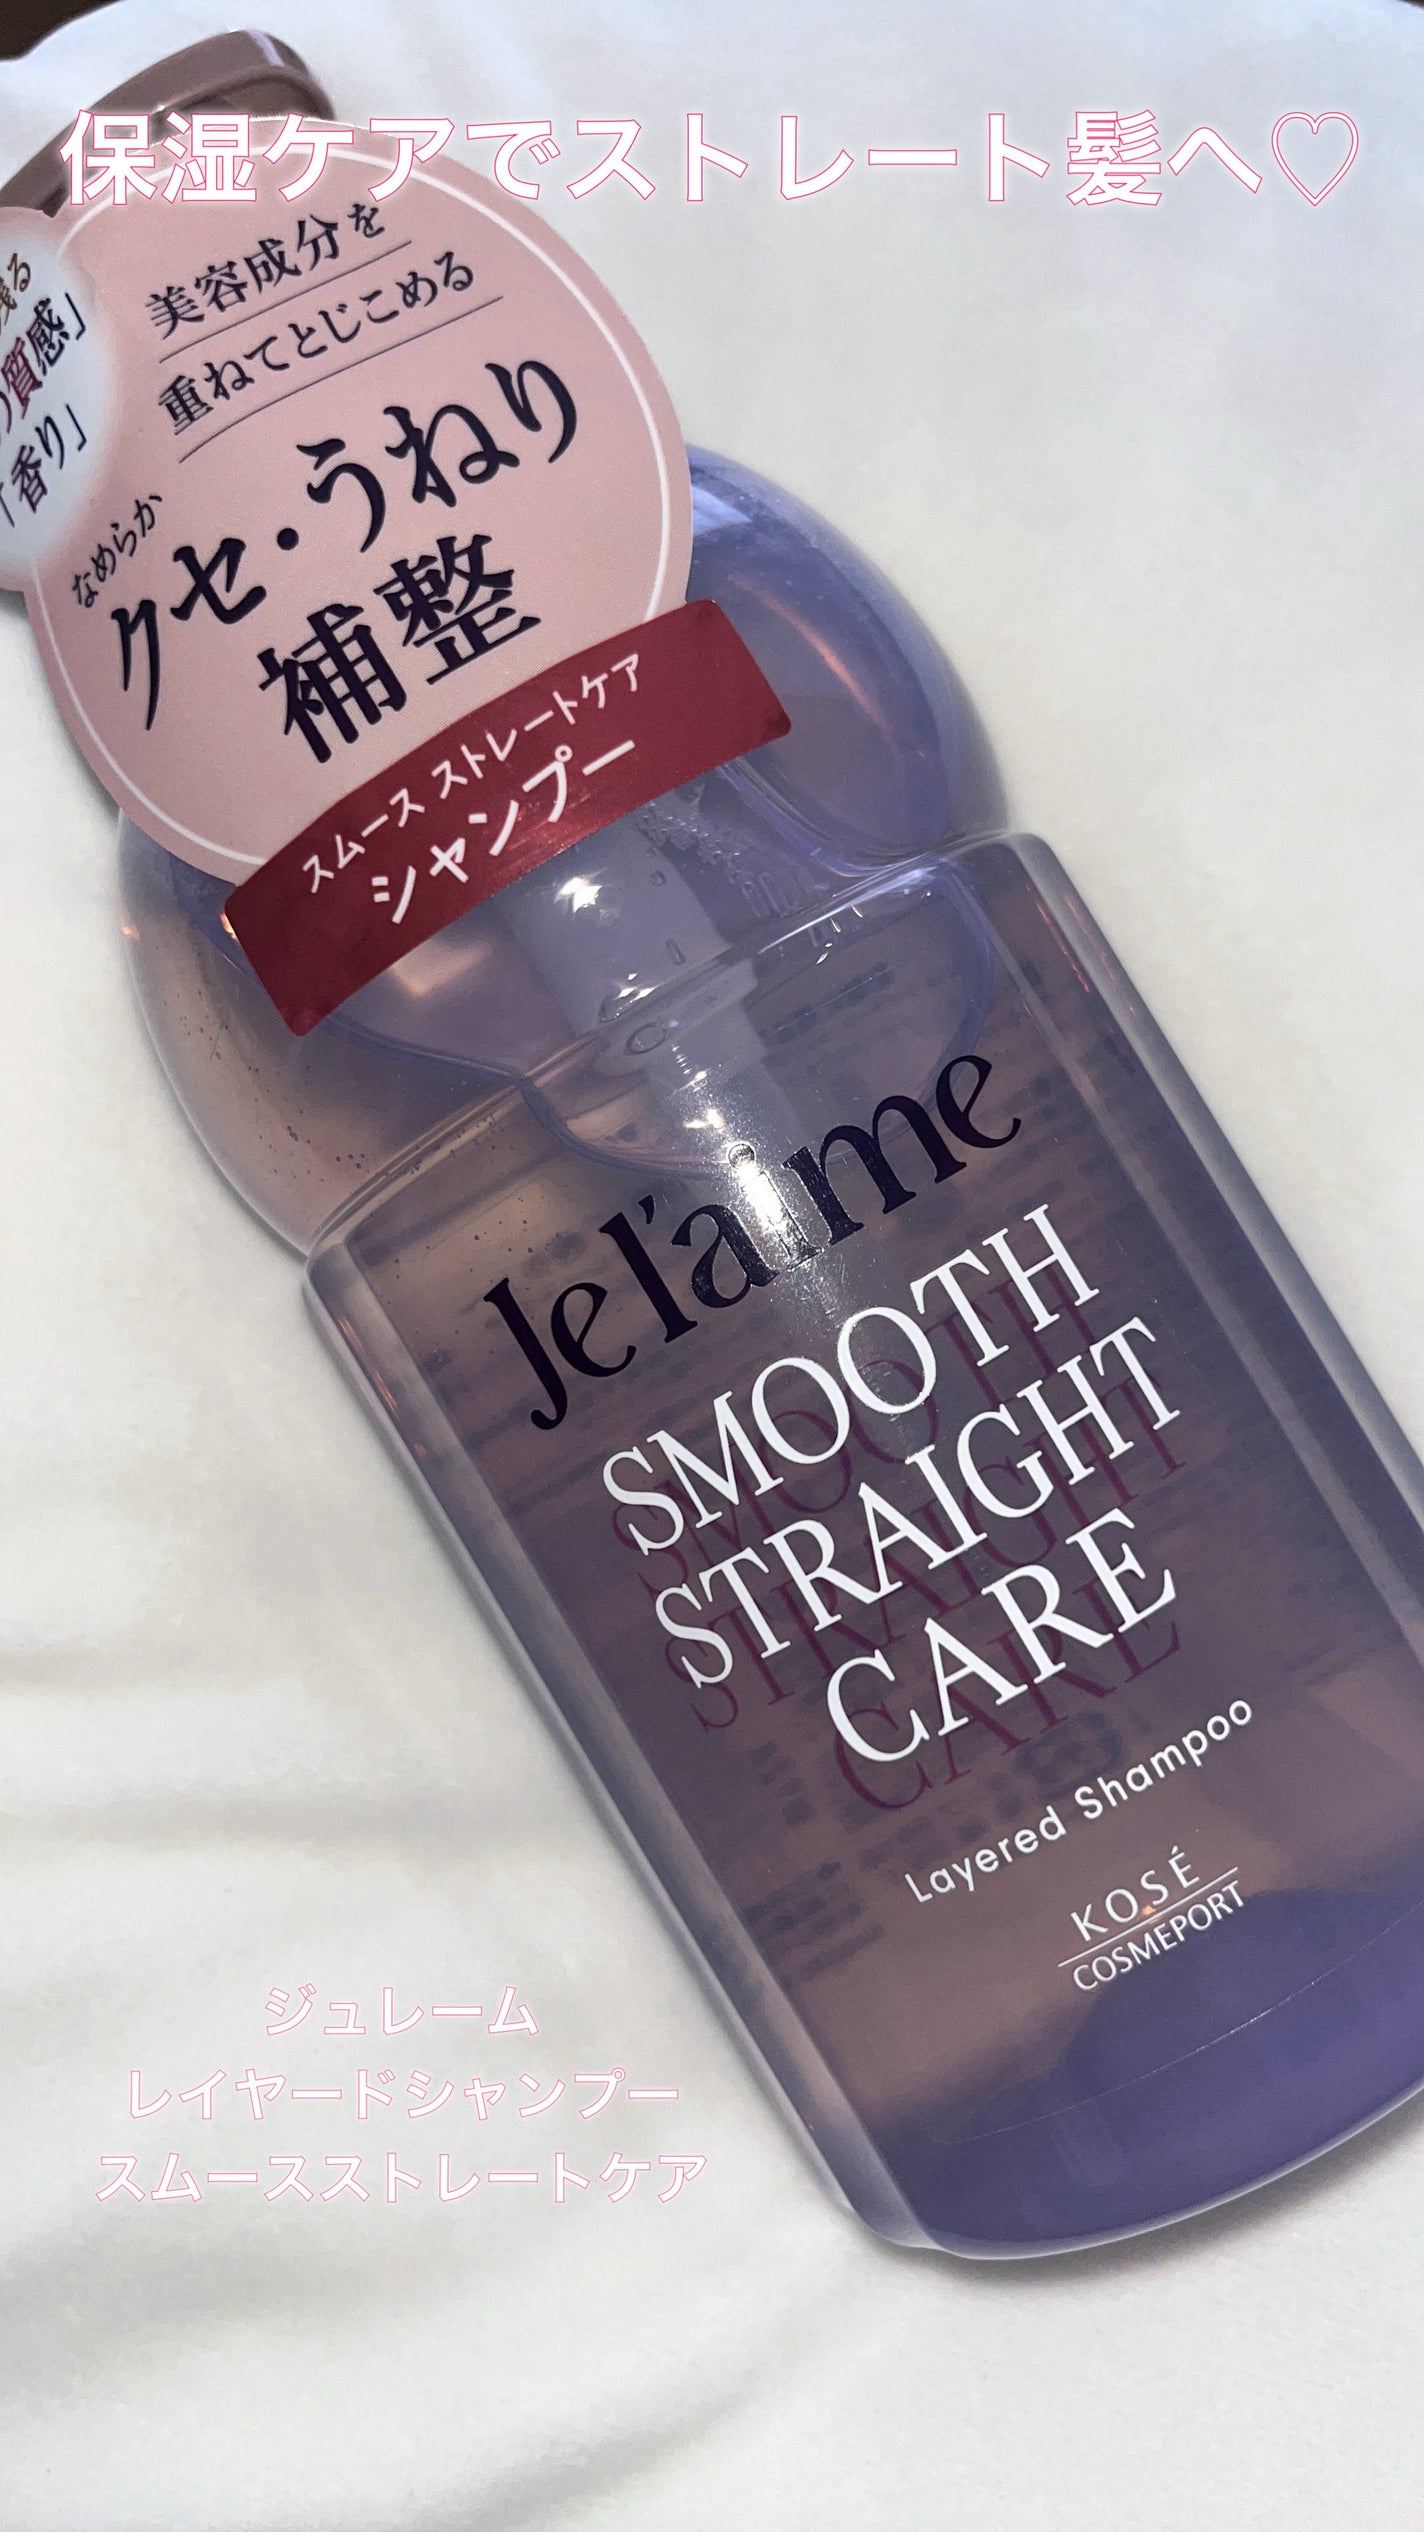 保湿ケアでストレート髪へ♡
質感」
「香り」
美容成分を
重ねてとじこめる
なめらか
クセ・うねり
補整
スムース ストレートケア
シャンプー
Je l'aime
SMOOTH
STRAIGHT
CARE
Layered Shampoo
KOSÉ
COSMEPORT
ジュレーム
レイヤードシャンプー
スムースストレートケア